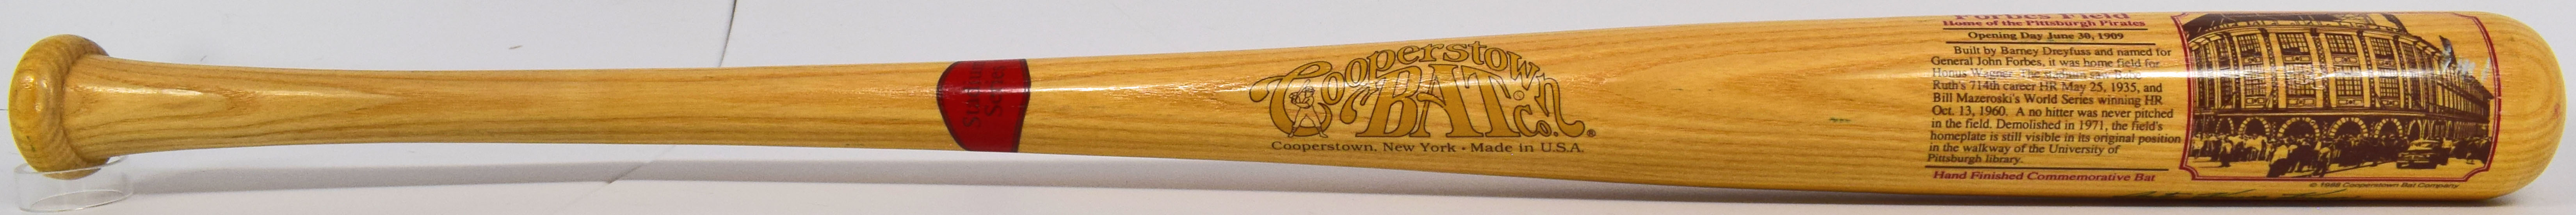 Stadium
Series
Cooperstown
BAT Co.®
Cooperstown, New York • Made in U.S.A.
Forbes Field
Home of the Pittsburgh Pirates
Opening Day June 30, 1909
Built by Barney Dreyfuss and named for
General John Forbes, it was home field for
Honus Wagner. The stadium saw Babe
Ruth's 714th career HR May 25, 1935, and
Bill Mazeroski's World Series winning HR
Oct. 13, 1960. A no hitter was never pitched
in the field. Demolished in 1971, the field's
homeplate is still visible in its original position
in the walkway of the University of
Pittsburgh library.
Hand Finished Commemorative Bat
© 1988 Cooperstown Bat Company